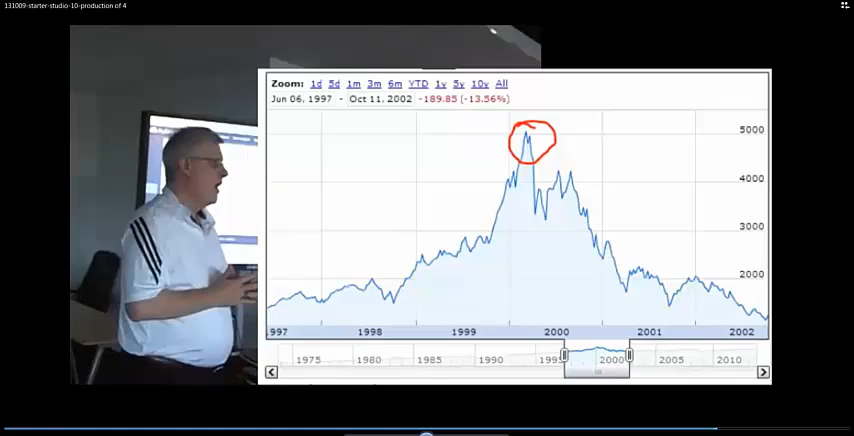 131009-starter-studio-10-production of 4
Zoom: 1d 5d 1m 3m 6m YTD 1y 5y 10y All
Jun 06, 1997 - Oct 11, 2002 -189.85 (-13.56%)
5000
4000
3000
2000
1997 1998 1999 2000 2001 2002
1975 1980 1985 1990 1995 2000 2005 2010